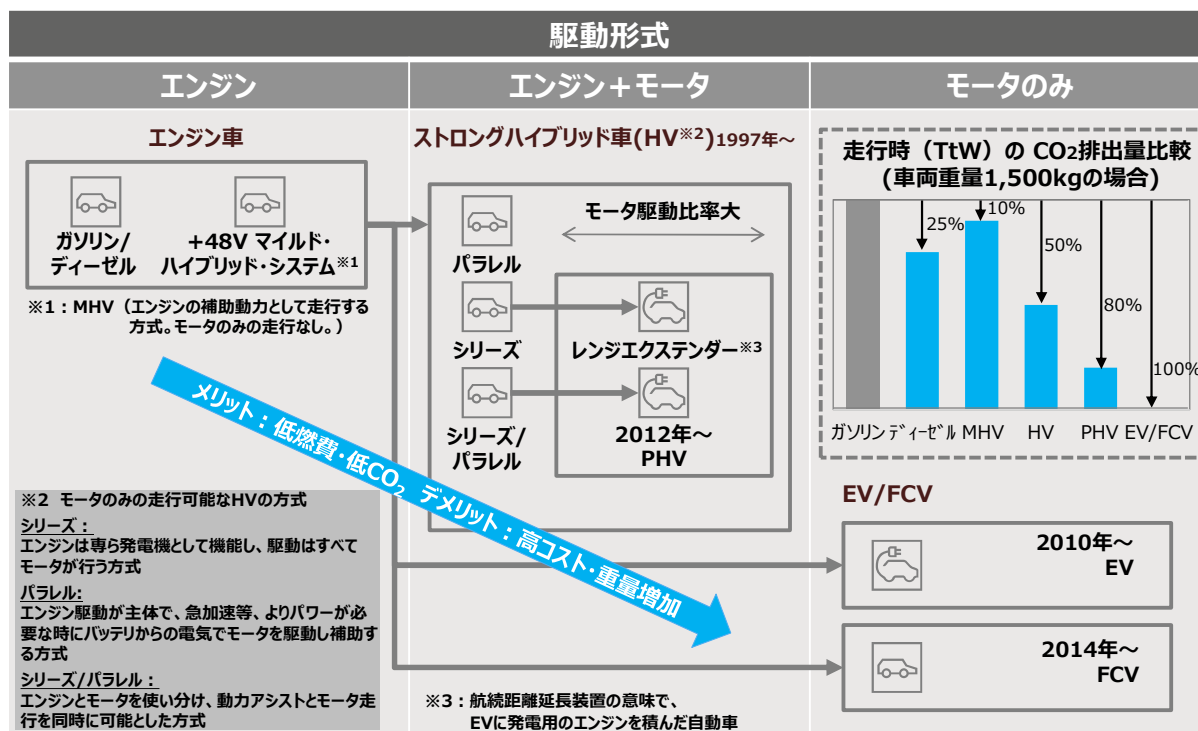 駆動形式
エンジン
エンジン＋モータ
モータのみ
エンジン車
ガソリン/
ディーゼル
+48V マイルド・
ハイブリッド・システム※1
※1：MHV（エンジンの補助動力として走行する
方式。モータのみの走行なし。）
メリット：低燃費・低CO2 デメリット：高コスト・重量増加
※2 モータのみの走行可能なHVの方式
シリーズ：
エンジンは専ら発電機として機能し、駆動はすべて
モータが行う方式
パラレル:
エンジン駆動が主体で、急加速等、よりパワーが必
要な時にバッテリからの電気でモータを駆動し補助す
る方式
シリーズ/パラレル：
エンジンとモータを使い分け、動力アシストとモータ走
行を同時に可能とした方式
ストロングハイブリッド車(HV※2)1997年～
モータ駆動比率大
パラレル
シリーズ
レンジエクステンダー※3
シリーズ/
パラレル
2012年～
PHV
※3：航続距離延長装置の意味で、
EVに発電用のエンジンを積んだ自動車
走行時（TtW）の CO2排出量比較
(車両重量1,500kgの場合)
25%
10%
50%
80%
100%
ガソリン ﾃﾞｨｰｾﾞﾙ MHV HV PHV EV/FCV
EV/FCV
2010年～
EV
2014年～
FCV